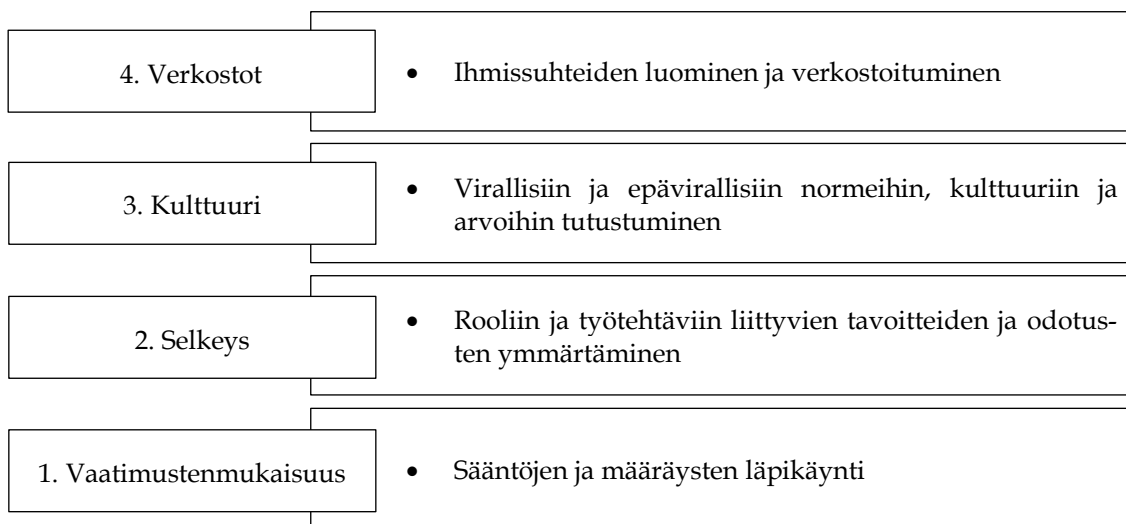 4. Verkostot
• Ihmissuhteiden luominen ja verkostoituminen
3. Kulttuuri
• Virallisiin ja epävirallisiin normeihin, kulttuuriin ja
arvoihin tutustuminen
2. Selkeys
• Rooliin ja työtehtäviin liittyvien tavoitteiden ja odotus-
ten ymmärtäminen
1. Vaatimustenmukaisuus
• Sääntöjen ja määräysten läpikäynti